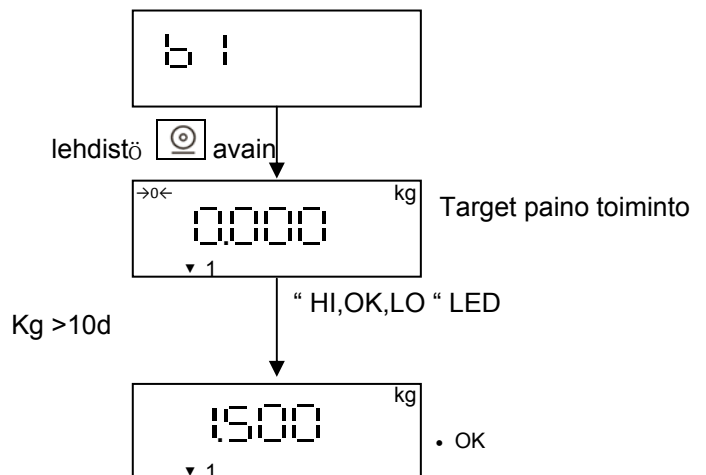 b 1
lehdistö avain
→0← kg
0.000
▼ 1
Target paino toiminto
“ HI,OK,LO “ LED
Kg >10d
kg
1.500
• OK
▼ 1